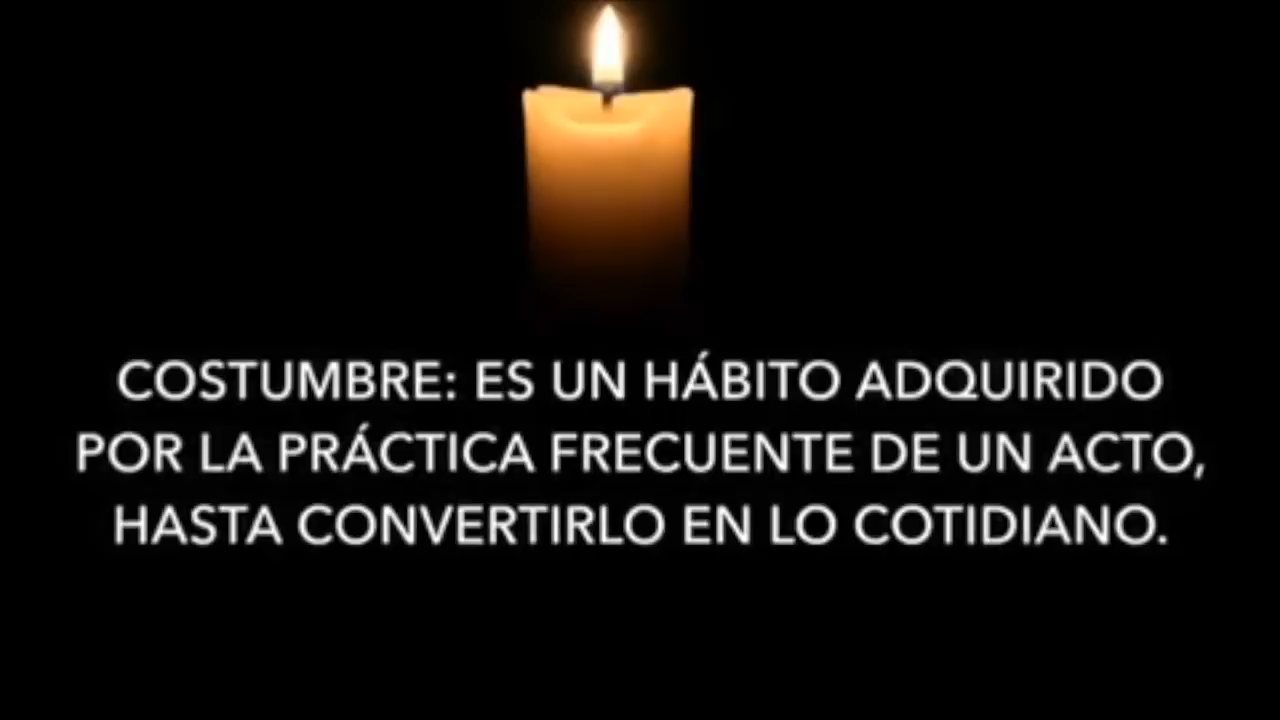 COSTUMBRE: ES UN HÁBITO ADQUIRIDO
POR LA PRÁCTICA FRECUENTE DE UN ACTO,
HASTA CONVERTIRLO EN LO COTIDIANO.